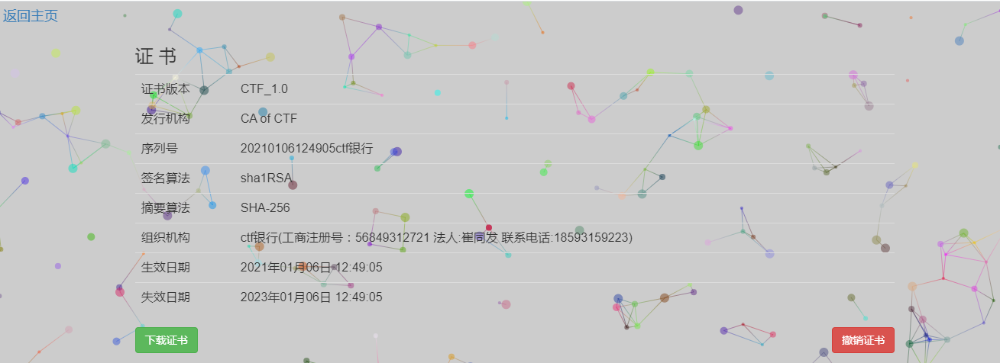 返回主页
证 书
证书版本 CTF_1.0
发行机构 CA of CTF
序列号 20210106124905ctf银行
签名算法 sha1RSA
摘要算法 SHA-256
组织机构 ctf银行(工商注册号：56849312721 法人:崔同发 联系电话:18593159223)
生效日期 2021年01月06日 12:49:05
失效日期 2023年01月06日 12:49:05
下载证书 撤销证书